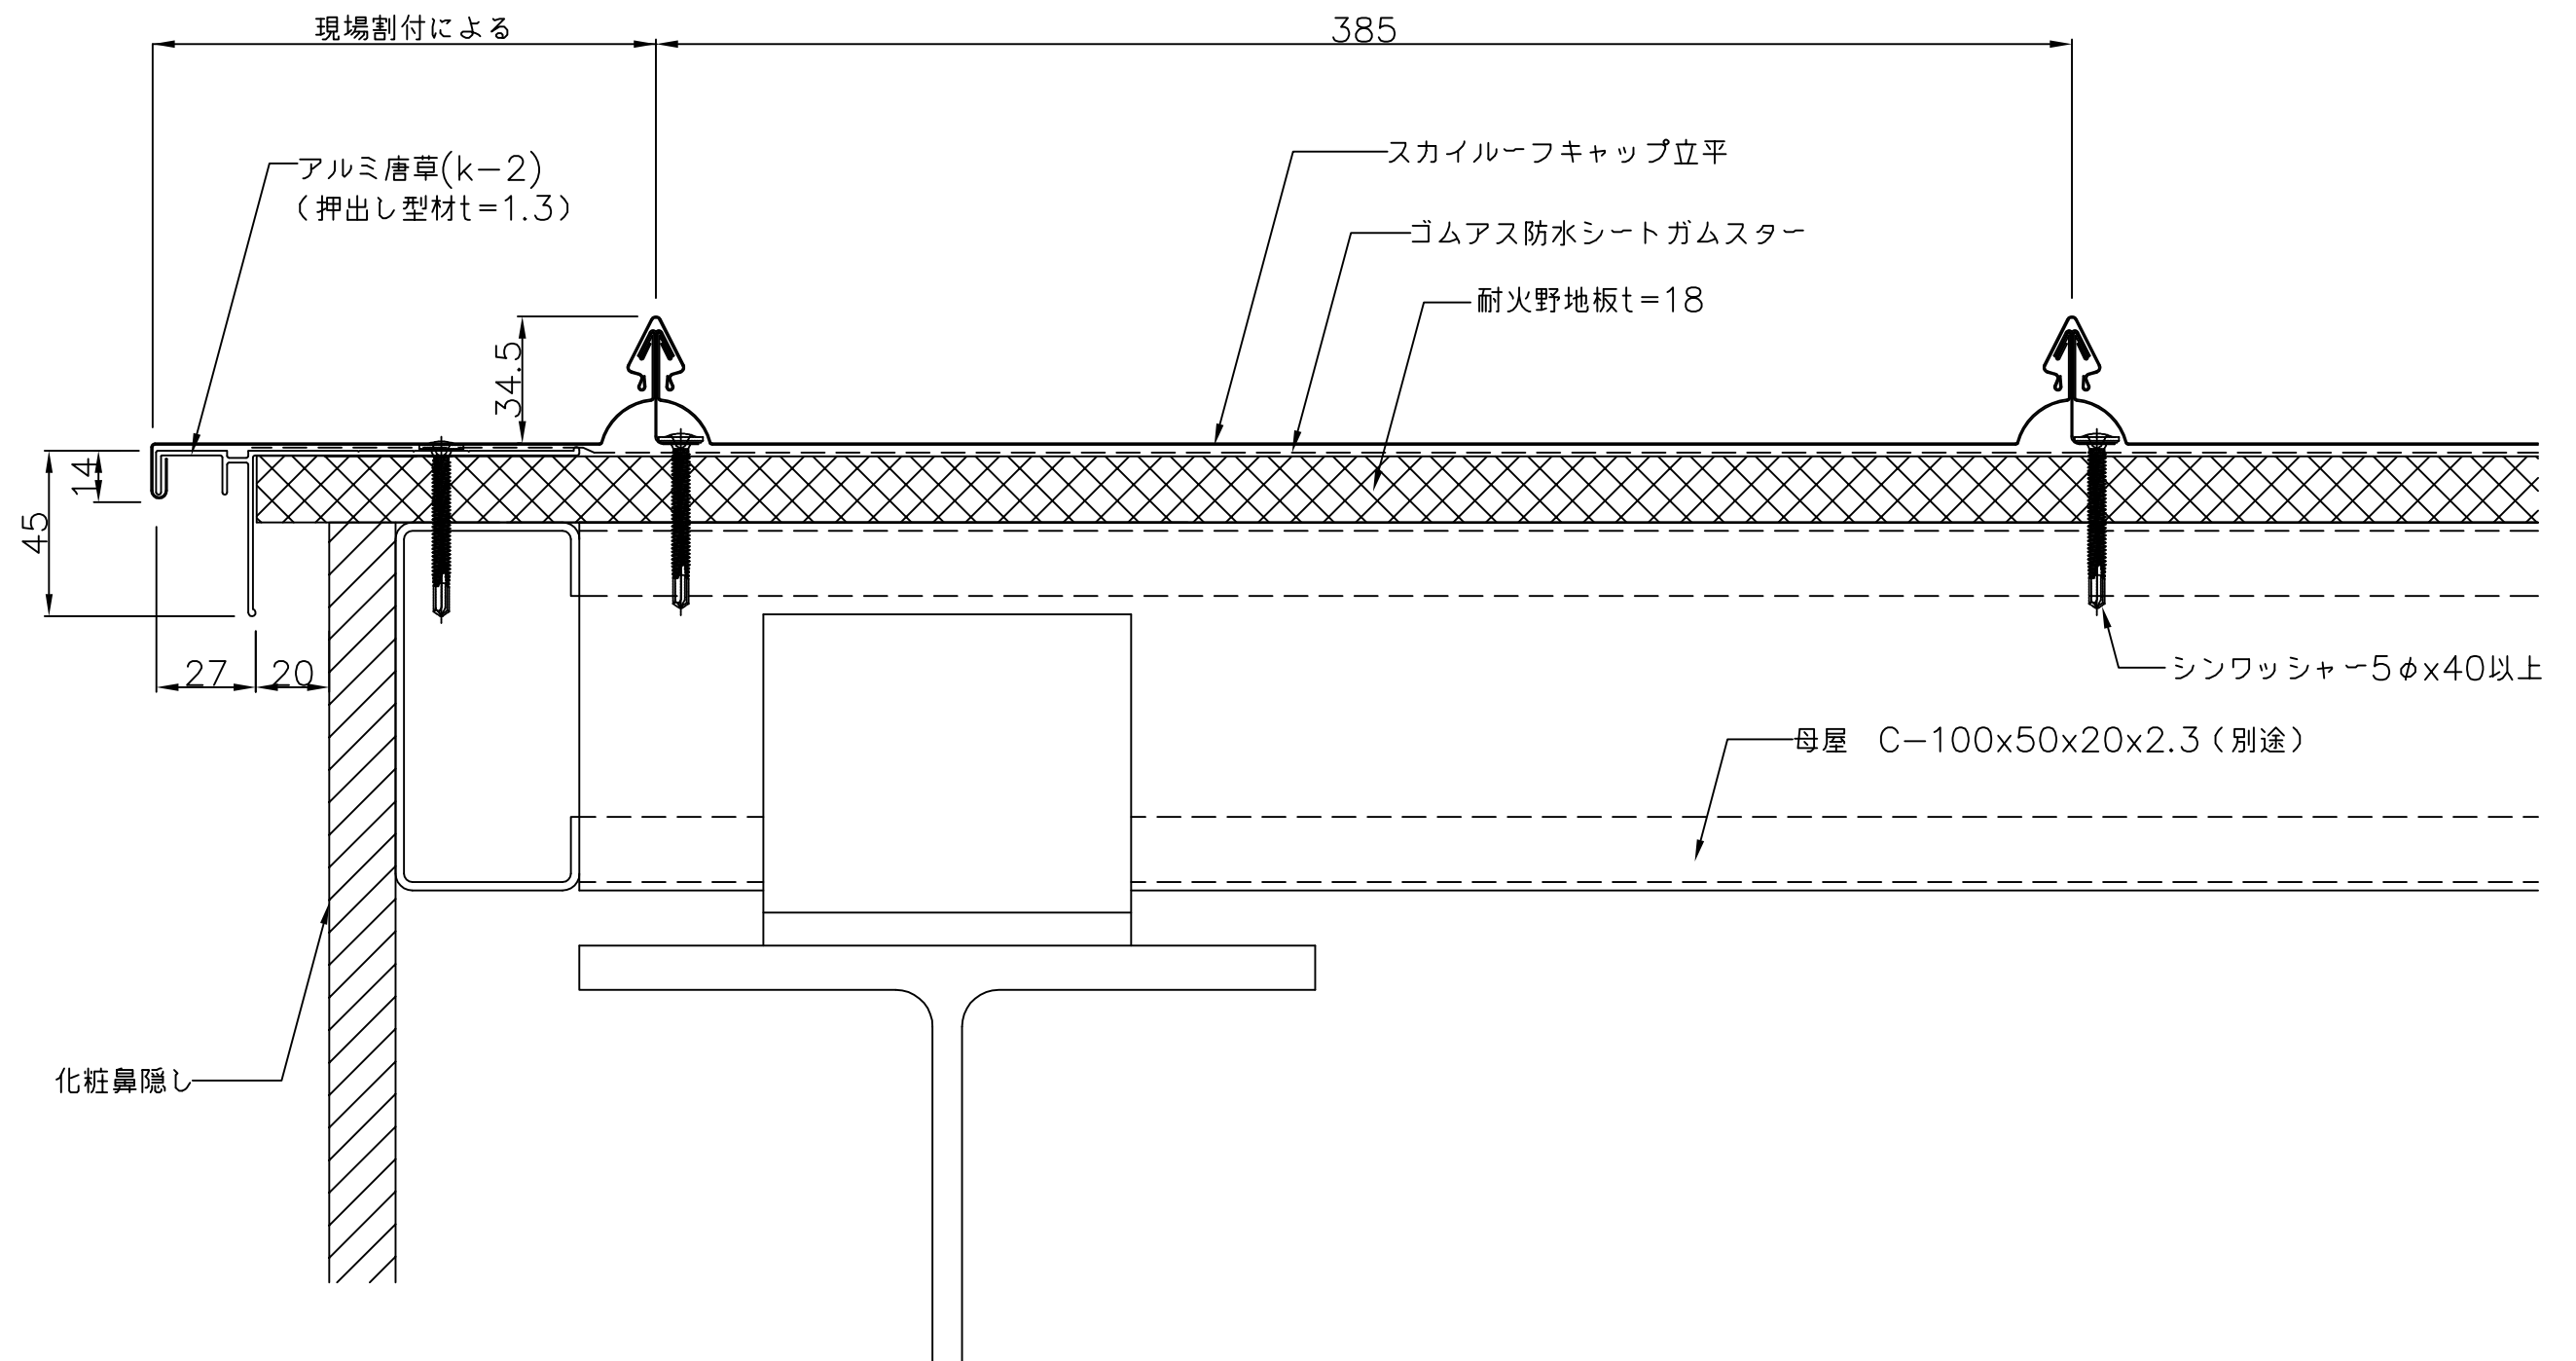 現場割付による
385
アルミ唐草(k-2)
（押出し型材t=1.3）
スカイルーフキャップ立平
ゴムアス防水シートガムスター
耐火野地板t=18
34.5
14
45
27
20
シンワッシャー5φx40以上
母屋　C-100x50x20x2.3（別途）
化粧鼻隠し